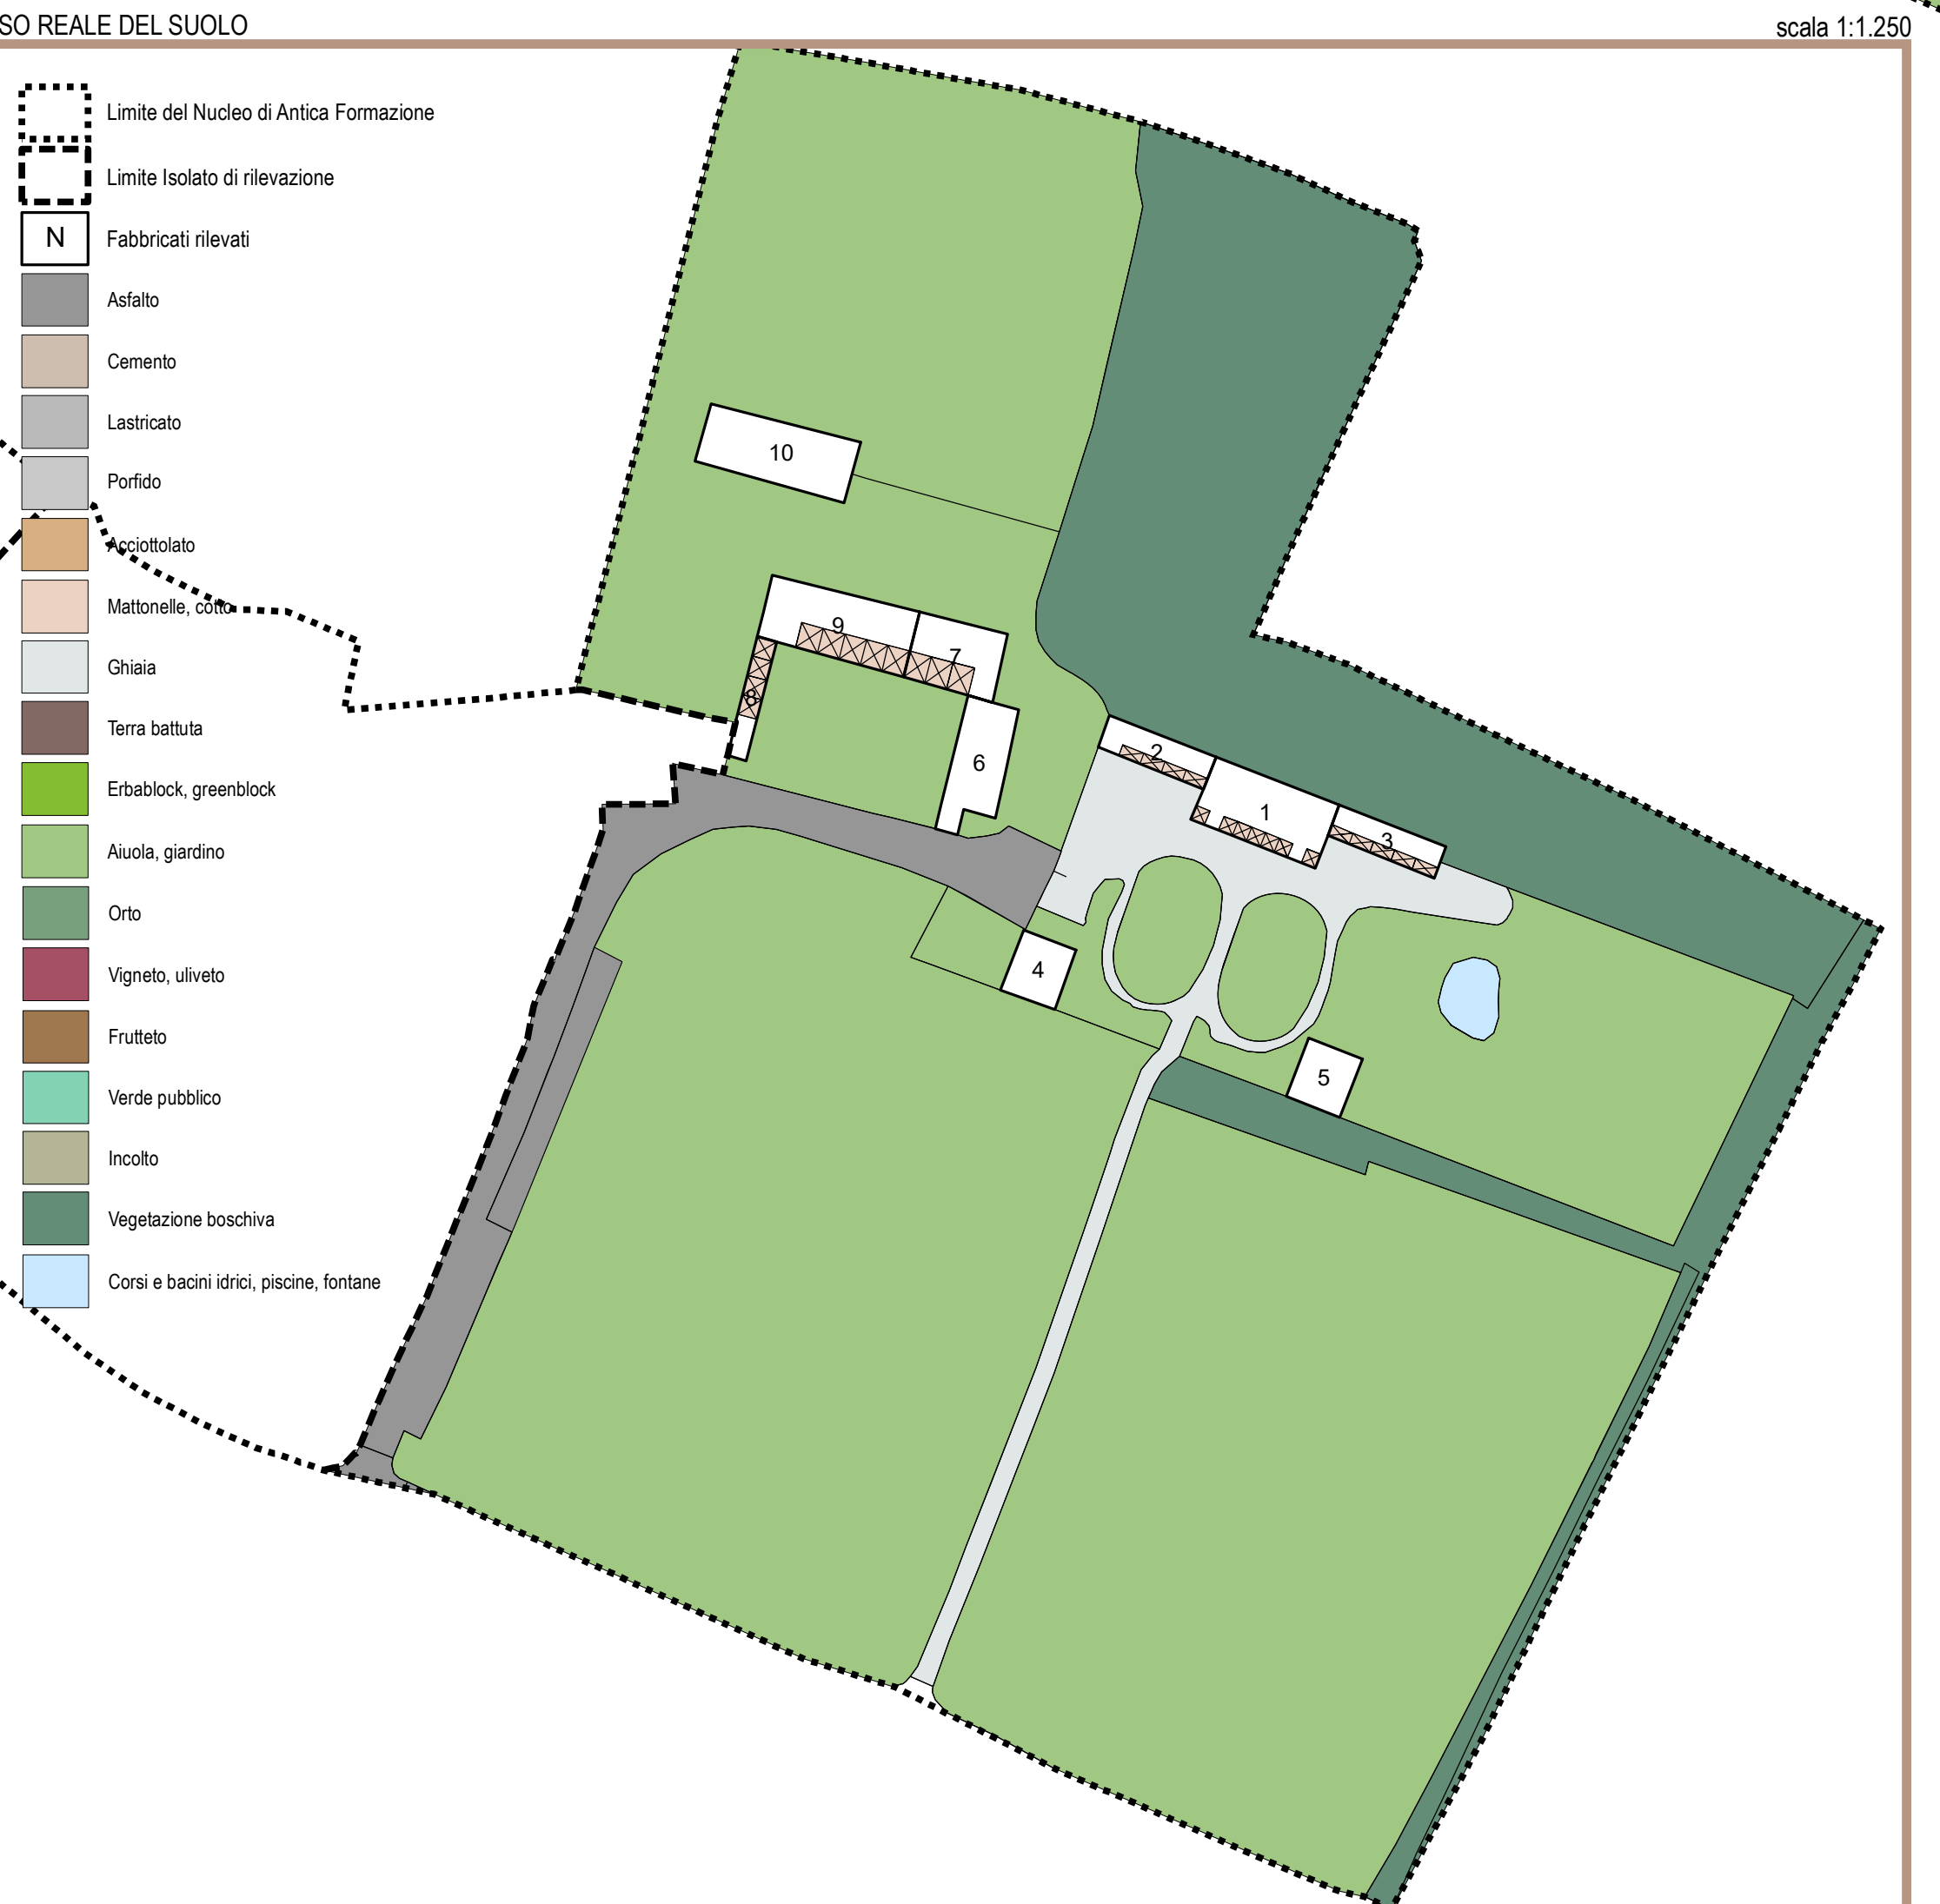 SO REALE DEL SUOLO
scala 1:1.250
Limite del Nucleo di Antica Formazione
Limite Isolato di rilevazione
N Fabbricati rilevati
Asfalto
Cemento
Lastricato
Porfido
Acciottolato
Mattonelle, cotto
Ghiaia
Terra battuta
Erbablock, greenblock
Aiuola, giardino
Orto
Vigneto, uliveto
Frutteto
Verde pubblico
Incolto
Vegetazione boschiva
Corsi e bacini idrici, piscine, fontane
10
9
7
8
6
2
1
3
4
5